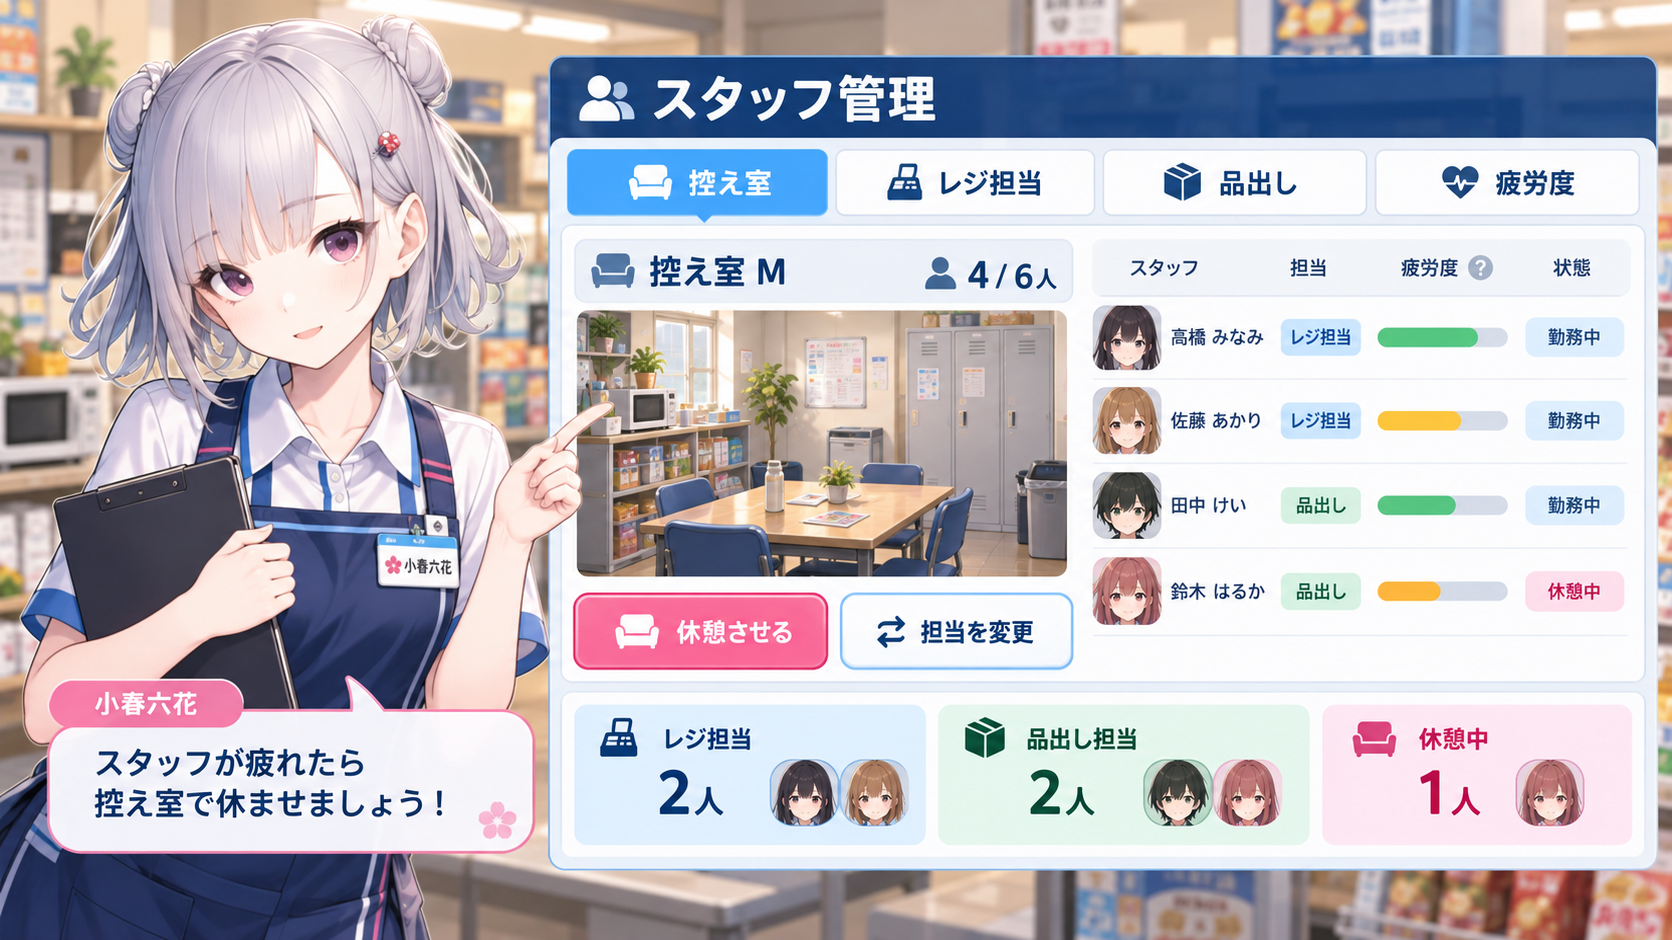 スタッフ管理
控え室
レジ担当
品出し
疲労度
控え室 M
4/6人
スタッフ
担当
疲労度
?
状態
高橋 みなみ
レジ担当
勤務中
佐藤 あかり
レジ担当
勤務中
田中 けい
品出し
勤務中
鈴木 はるか
品出し
休憩中
休憩させる
担当を変更
レジ担当
2人
品出し担当
2人
休憩中
1人
小春六花
小春六花
スタッフが疲れたら
控え室で休ませましょう!